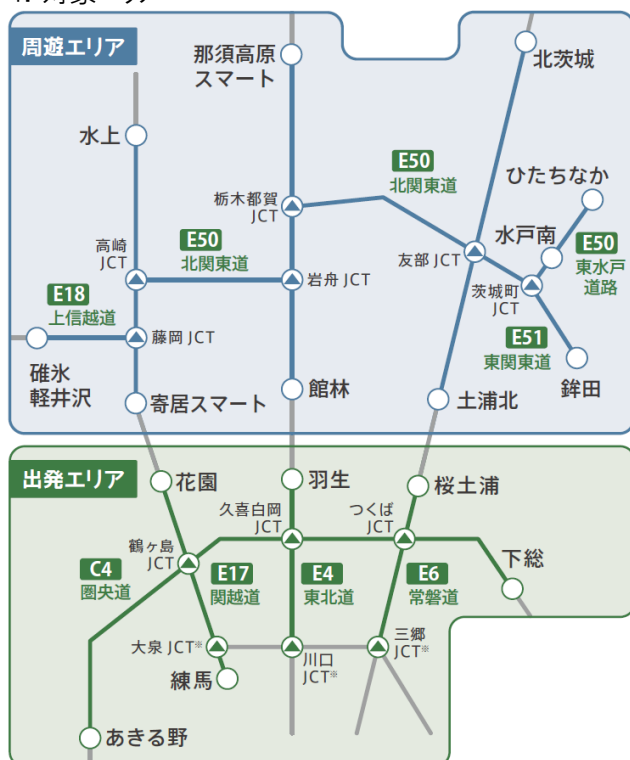 周遊エリア
那須高原
スマート
北茨城
水上
E50
北関東道
ひたちなか
栃木都賀
JCT
高崎
JCT
E50
北関東道
岩舟 JCT
友部 JCT
水戸南
茨城町
JCT
E50
東水戸
道路
E18
上信越道
藤岡 JCT
E51
東関東道
碓氷
軽井沢
寄居スマート
館林
土浦北
鉾田
出発エリア
花園
羽生
桜土浦
久喜白岡
JCT
つくば
JCT
鶴ヶ島
JCT
下総
C4
圏央道
E17
関越道
E4
東北道
E6
常磐道
大泉 JCT※
川口
JCT※
三郷
JCT※
練馬
あきる野